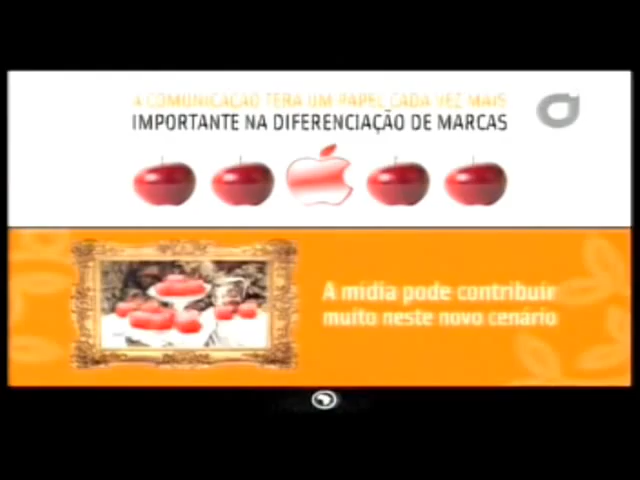 A COMUNICAÇÃO TERÁ UM PAPEL CADA VEZ MAIS
IMPORTANTE NA DIFERENCIAÇÃO DE MARCAS
A mídia pode contribuir
muito neste novo cenário